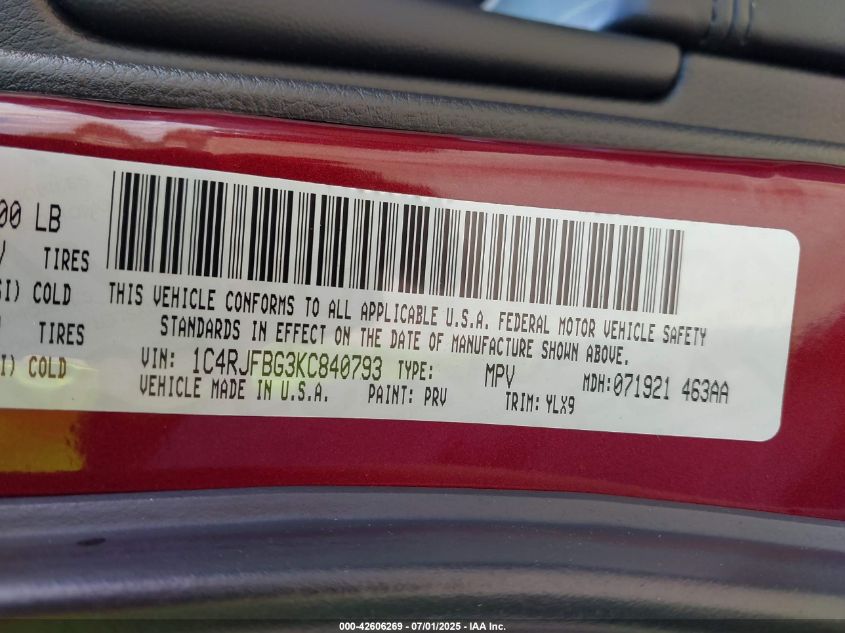 00 LB
TIRES
SI) COLD
TIRES
I) COLD
THIS VEHICLE CONFORMS TO ALL APPLICABLE U.S.A. FEDERAL MOTOR VEHICLE SAFETY
STANDARDS IN EFFECT ON THE DATE OF MANUFACTURE SHOWN ABOVE.
VIN: 1C4RJFBG3KC840793 TYPE: MPV MDH:071921 463AA
VEHICLE MADE IN U.S.A. PAINT: PRV TRIM: YLX9
000-42606269 - 07/01/2025 - IAA Inc.